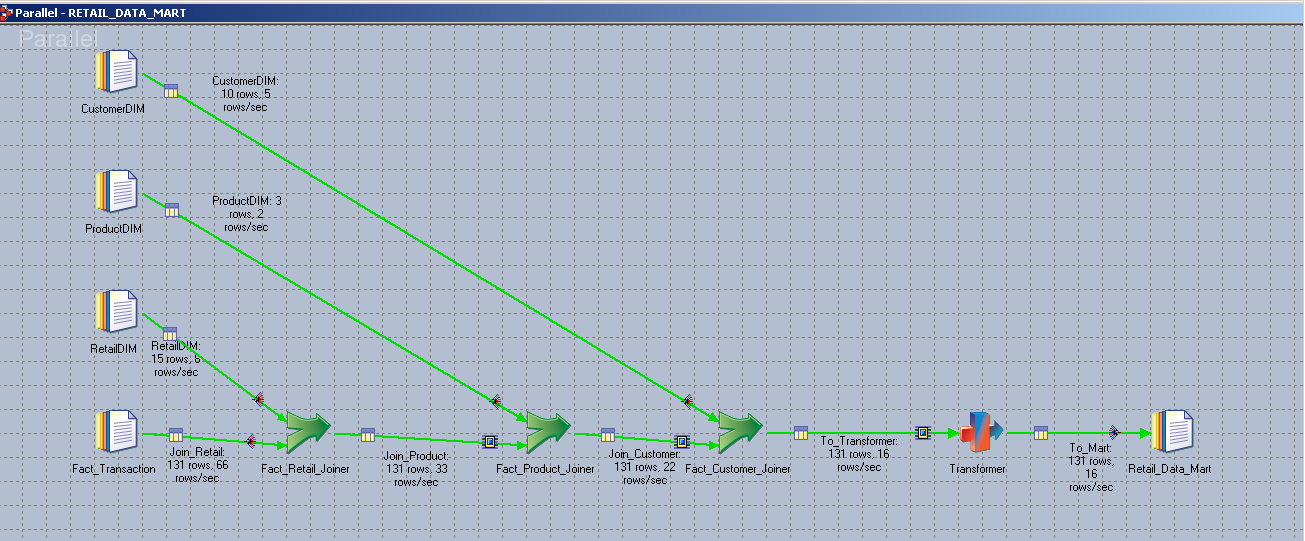 Parallel - RETAIL_DATA_MART
Parallel
CustomerDIM:
10 rows, 5
rows/sec
CustomerDIM
ProductDIM: 3
rows, 2
rows/sec
ProductDIM
RetailDIM
RetailDIM:
15 rows, 8
rows/sec
Fact_Transaction
Join_Retail:
131 rows, 66
rows/sec
Fact_Retail_Joiner
Join_Product:
131 rows, 33
rows/sec
Fact_Product_Joiner
Join_Customer:
131 rows, 22
rows/sec
Fact_Customer_Joiner
To_Transformer:
131 rows, 16
rows/sec
Transformer
To_Mart:
131 rows,
16
rows/sec
Retail_Data_Mart